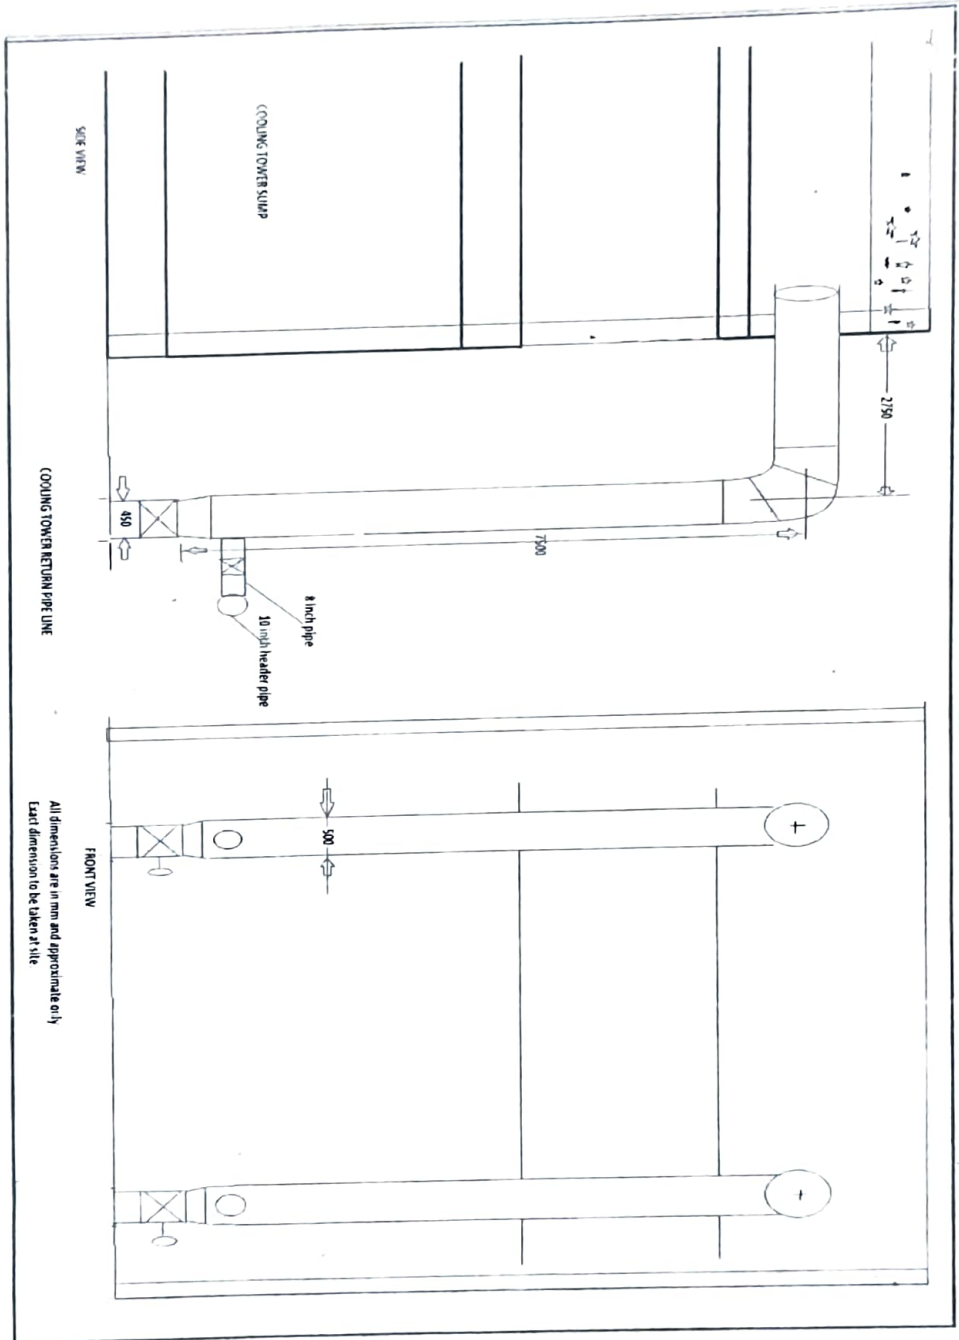 COOLING TOWER SUMP
SIDE VIEW
2750
7500
450
8 inch pipe
10 inch header pipe
COOLING TOWER RETURN PIPE LINE
500
FRONT VIEW
All dimensions are in mm and approximate only
Exact dimension to be taken at site.